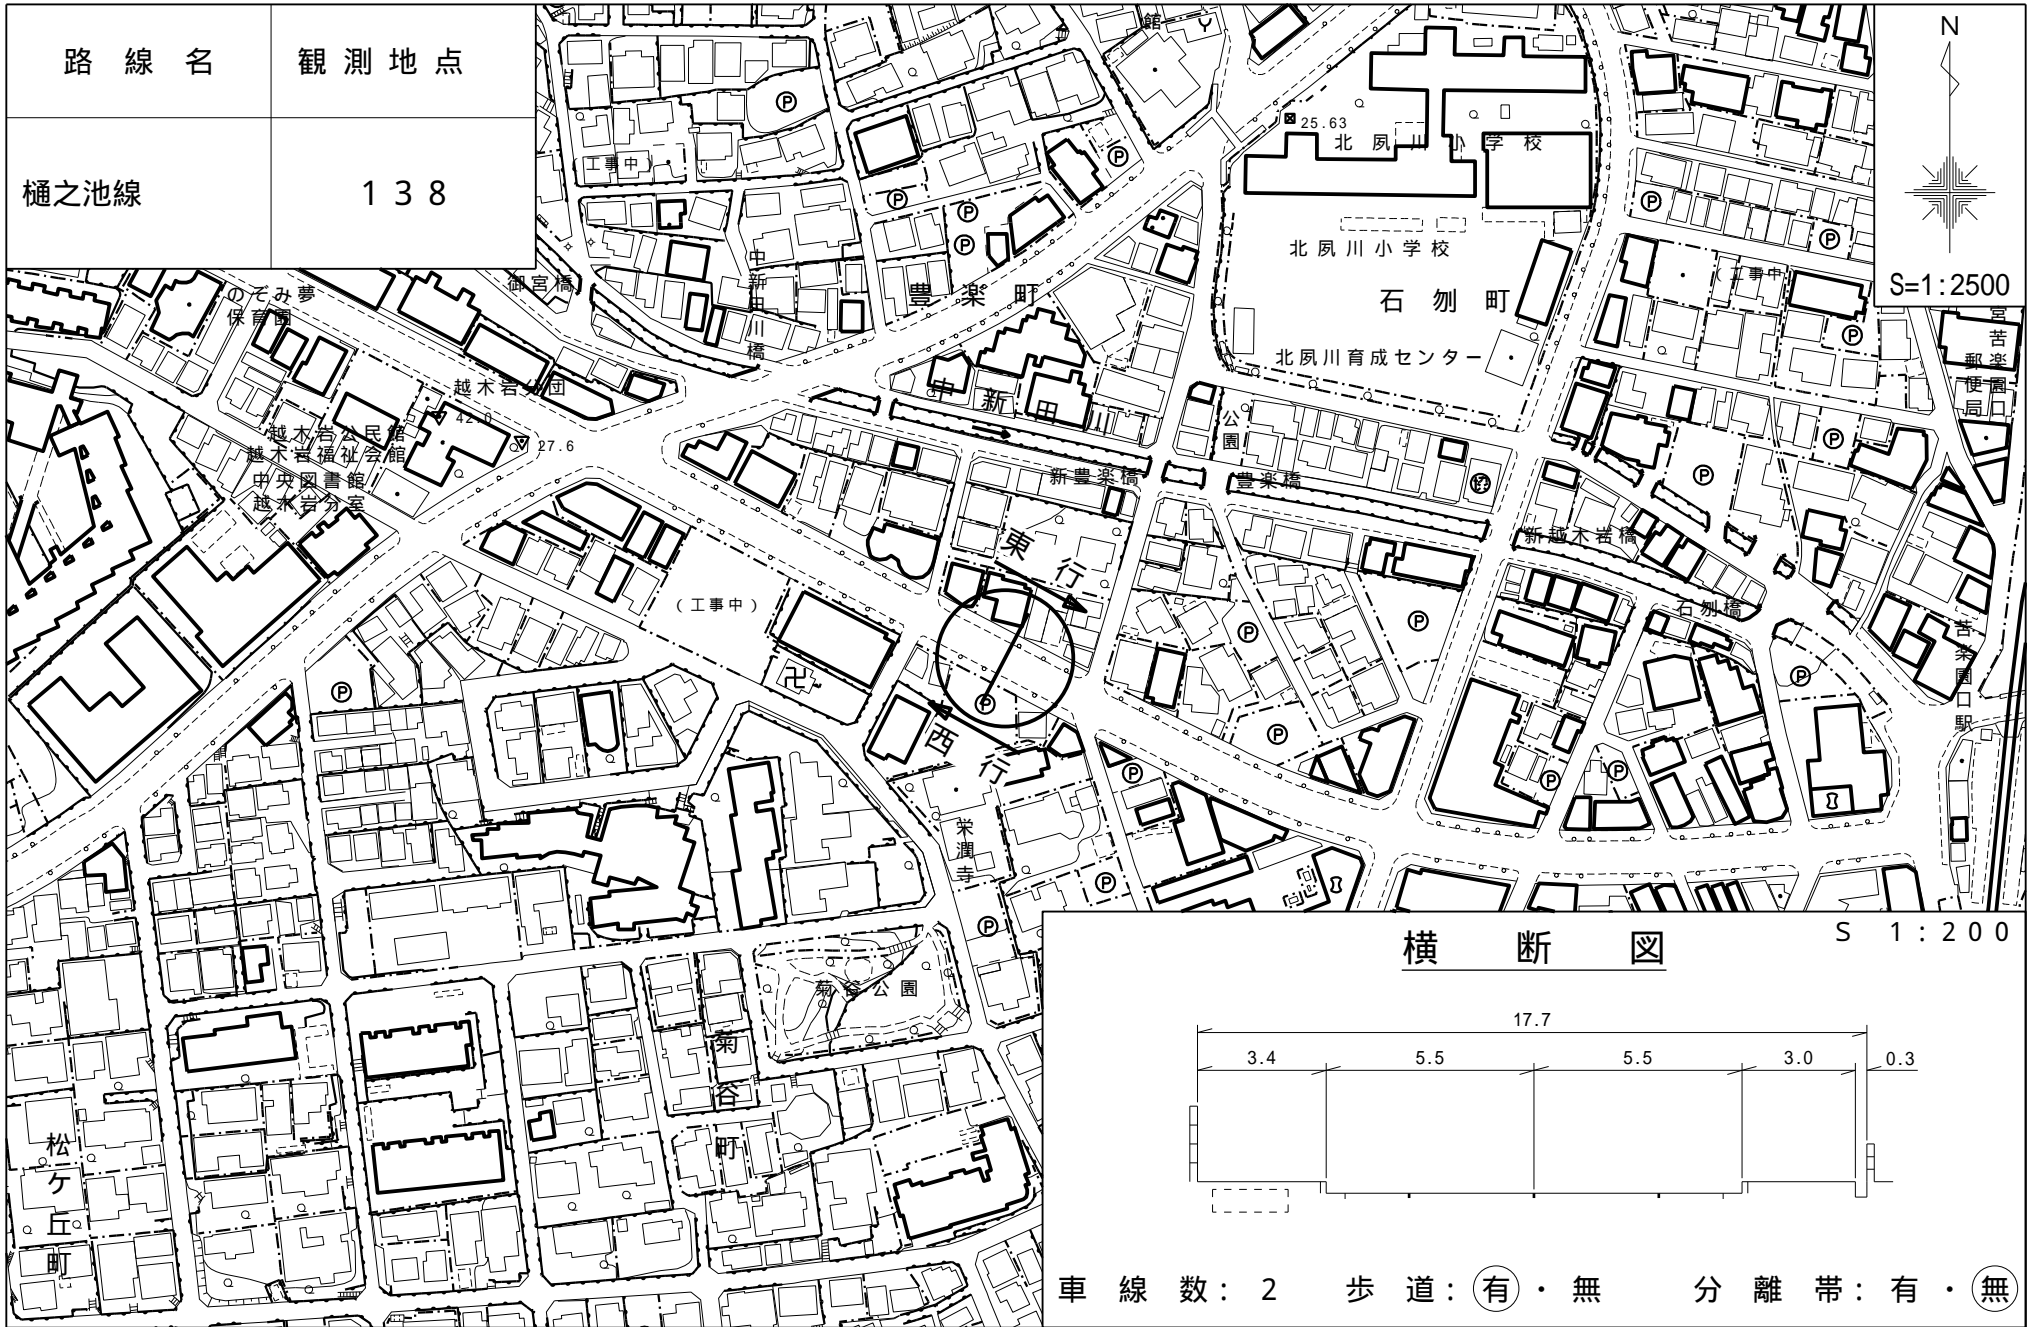 路線名 観測地点
樋之池線 138
N
S=1:2500
館
25.63
北夙川小学校
(工事中)
北夙川小学校
(工事中)
石刎町
北夙川育成センター
豊楽町
御宮橋
中新田川橋
のぞみ夢
保育園
越木岩分団
42.6
27.6
越木岩公民館
越木岩福祉会館
中央図書館
越木岩分室
中新田川
公園
新豊楽橋
豊楽橋
新越木岩橋
石刎橋
宮苦楽園口
郵便局
苦楽園口駅
東行
(工事中)
西行
栄潤寺
菊谷公園
菊谷町
松ケ丘町
P
横断図
S 1:200
17.7
3.4 5.5 5.5 3.0 0.3
車線数: 2 歩道: 有・無 分離帯: 有・無